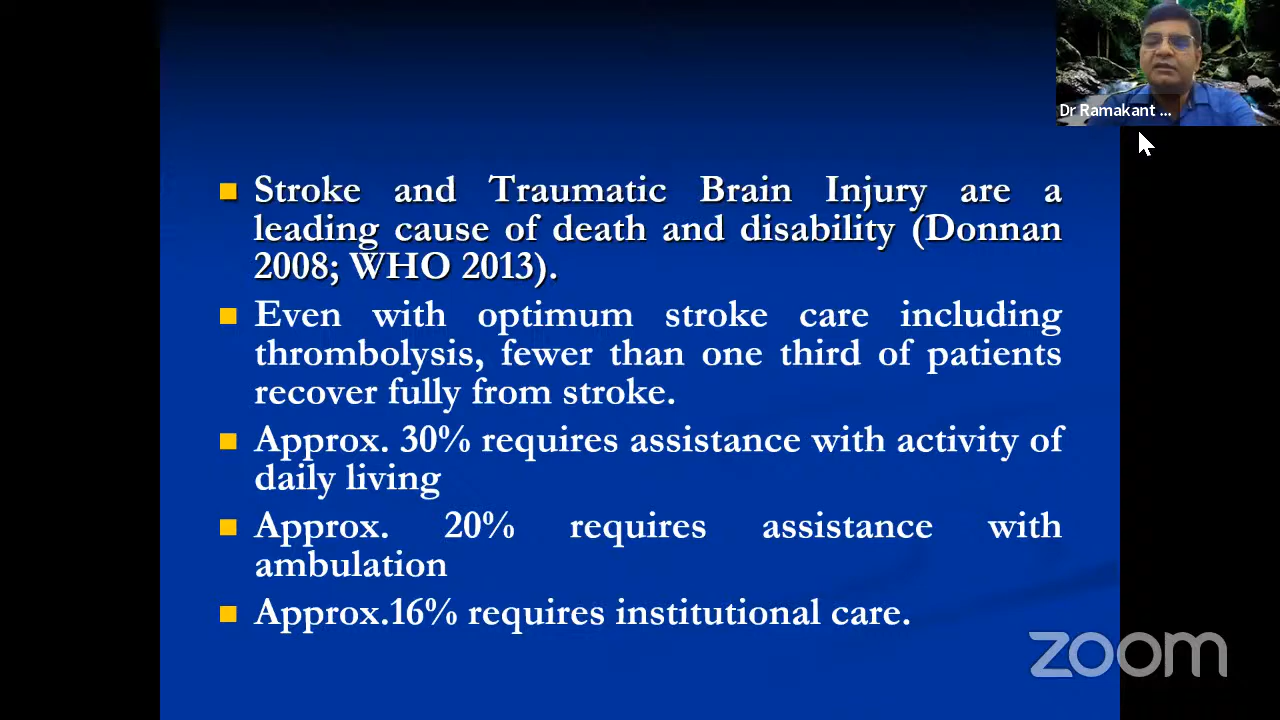 Dr Ramakant ...
Stroke and Traumatic Brain Injury are a
leading cause of death and disability (Donnan
2008; WHO 2013).
Even with optimum stroke care including
thrombolysis, fewer than one third of patients
recover fully from stroke.
Approx. 30% requires assistance with activity of
daily living
Approx. 20% requires assistance with
ambulation
Approx.16% requires institutional care.
zoom